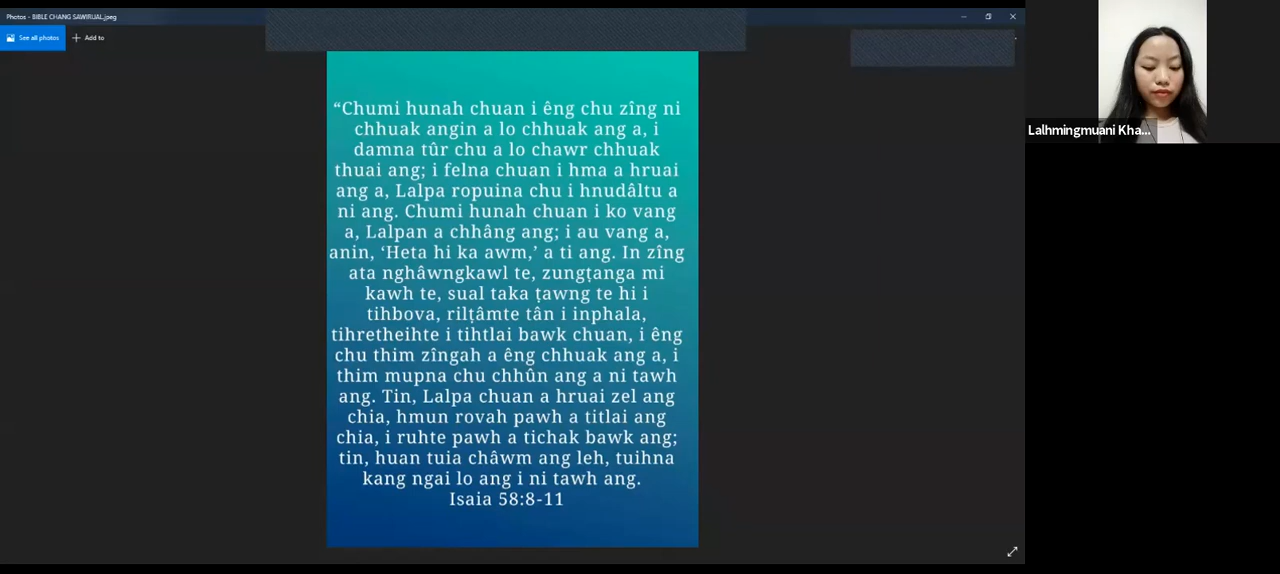 Photos - BIBLE CHANG SAWIRUAL.jpeg
See all photos
Add to
“Chumi hunah chuan i êng chu zîng ni
chhuak angin a lo chhuak ang a, i
damna tûr chu a lo chawr chhuak
thuai ang; i felna chuan i hma a hruai
ang a, Lalpa ropuina chu i hnudâltu a
ni ang. Chumi hunah chuan i ko vang
a, Lalpan a chhâng ang; i au vang a,
anin, ‘Heta hi ka awm,’ a ti ang. In zîng
ata nghâwngkawl te, zungṭanga mi
kawh te, sual taka ṭawng te hi i
tihbova, rilṭâmte tân i inphala,
tihretheihte i tihtlai bawk chuan, i êng
chu thim zîngah a êng chhuak ang a, i
thim mupna chu chhûn ang a ni tawh
ang. Tin, Lalpa chuan a hruai zel ang
chia, hmun rovah pawh a titlai ang
chia, i ruhte pawh a tichak bawk ang;
tin, huan tuia châwm ang leh, tuihna
kang ngai lo ang i ni tawh ang.
Isaia 58:8-11
Lalhmingmuani Kha...